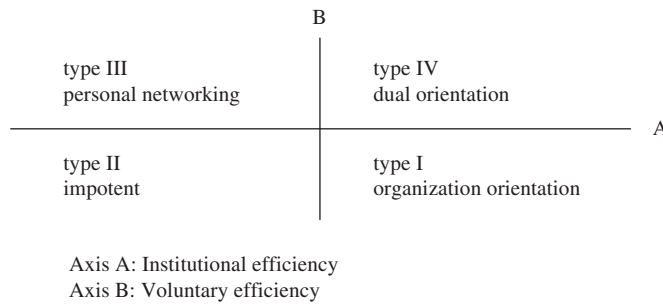 B
type III
personal networking
type IV
dual orientation
A
type II
impotent
type I
organization orientation
Axis A: Institutional efficiency
Axis B: Voluntary efficiency